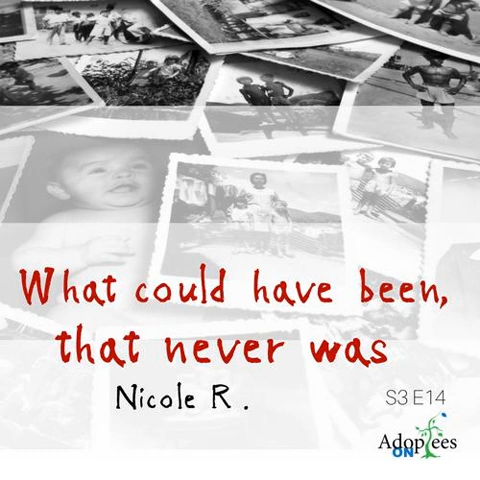 What could have been,
that never was
Nicole R.
S3 E14
Adoptees
ON